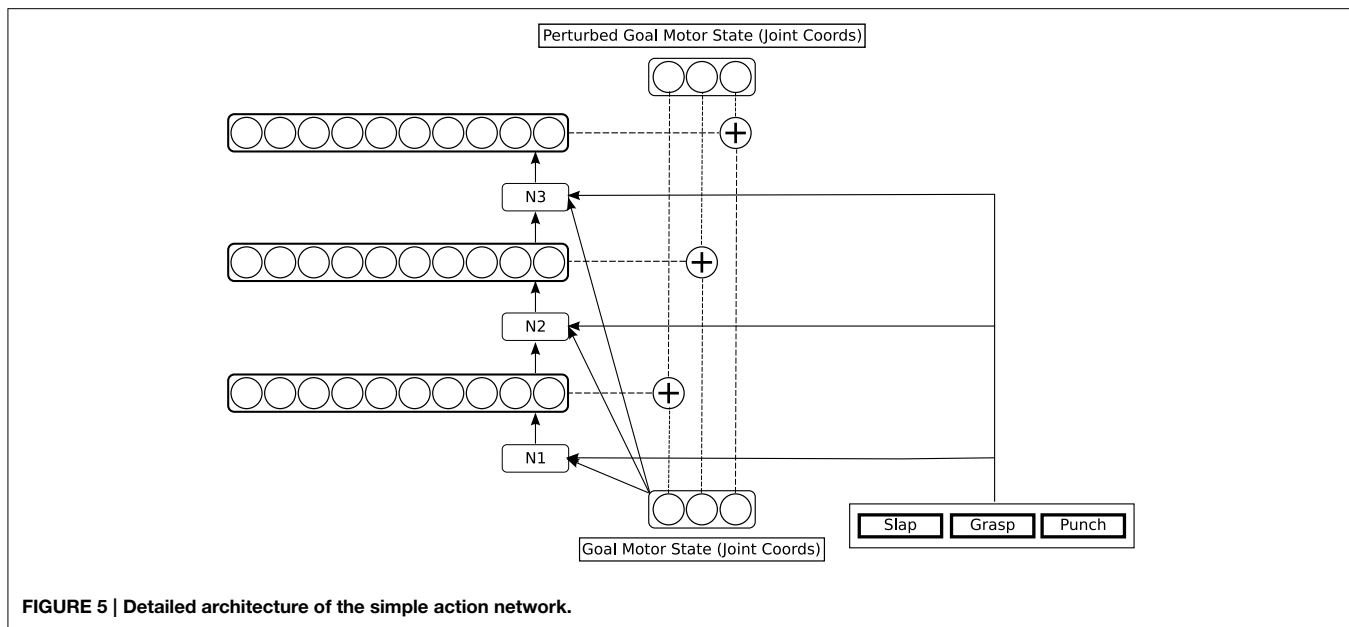 Perturbed Goal Motor State (Joint Coords)
+
N3
+
N2
+
N1
Goal Motor State (Joint Coords)
Slap Grasp Punch
FIGURE 5 | Detailed architecture of the simple action network.